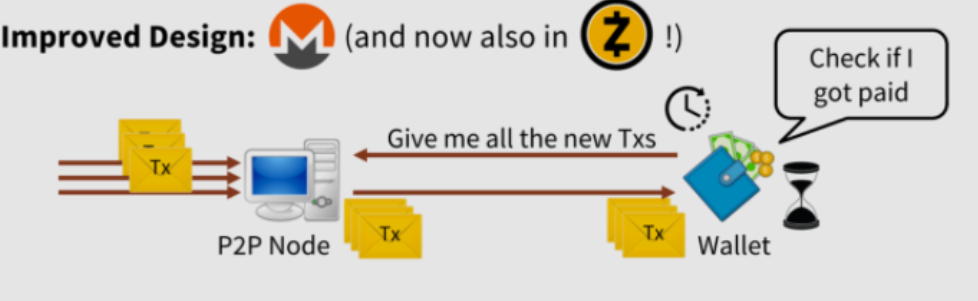 Improved Design: (and now also in !)
Check if I
got paid
Give me all the new Txs
Tx
P2P Node
Tx
Tx
Wallet